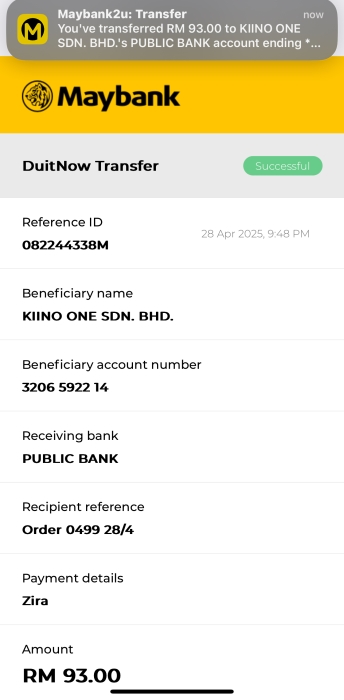 Maybank2u: Transfer
now
You've transferred RM 93.00 to KIINO ONE
SDN. BHD.'s PUBLIC BANK account ending *...
Maybank
DuitNow Transfer
Successful
Reference ID
28 Apr 2025, 9:48 PM
082244338M
Beneficiary name
KIINO ONE SDN. BHD.
Beneficiary account number
3206 5922 14
Receiving bank
PUBLIC BANK
Recipient reference
Order 0499 28/4
Payment details
Zira
Amount
RM 93.00